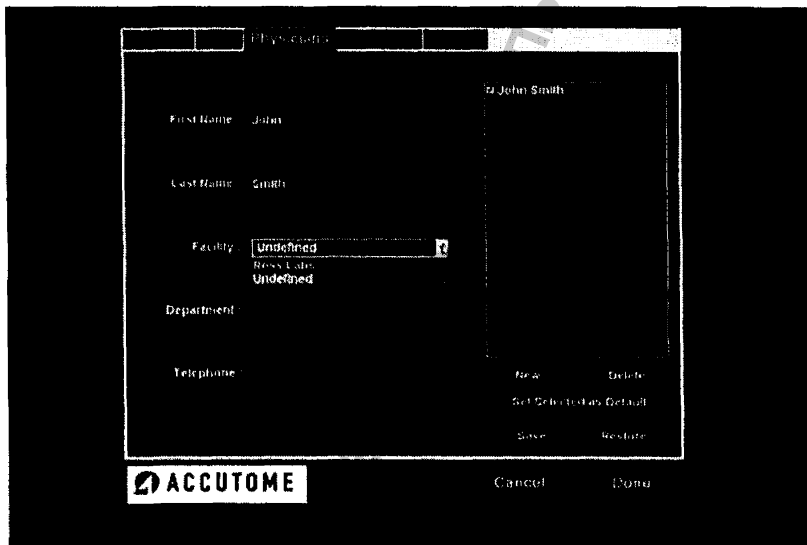 Physicians
John Smith
First Name : John
Last Name : Smith
Facility : Undefined
Ross Labs
Undefined
Department :
Telephone :
New Delete
Set Selected as Default
Save Restore
ACCUTOME
Cancel Done